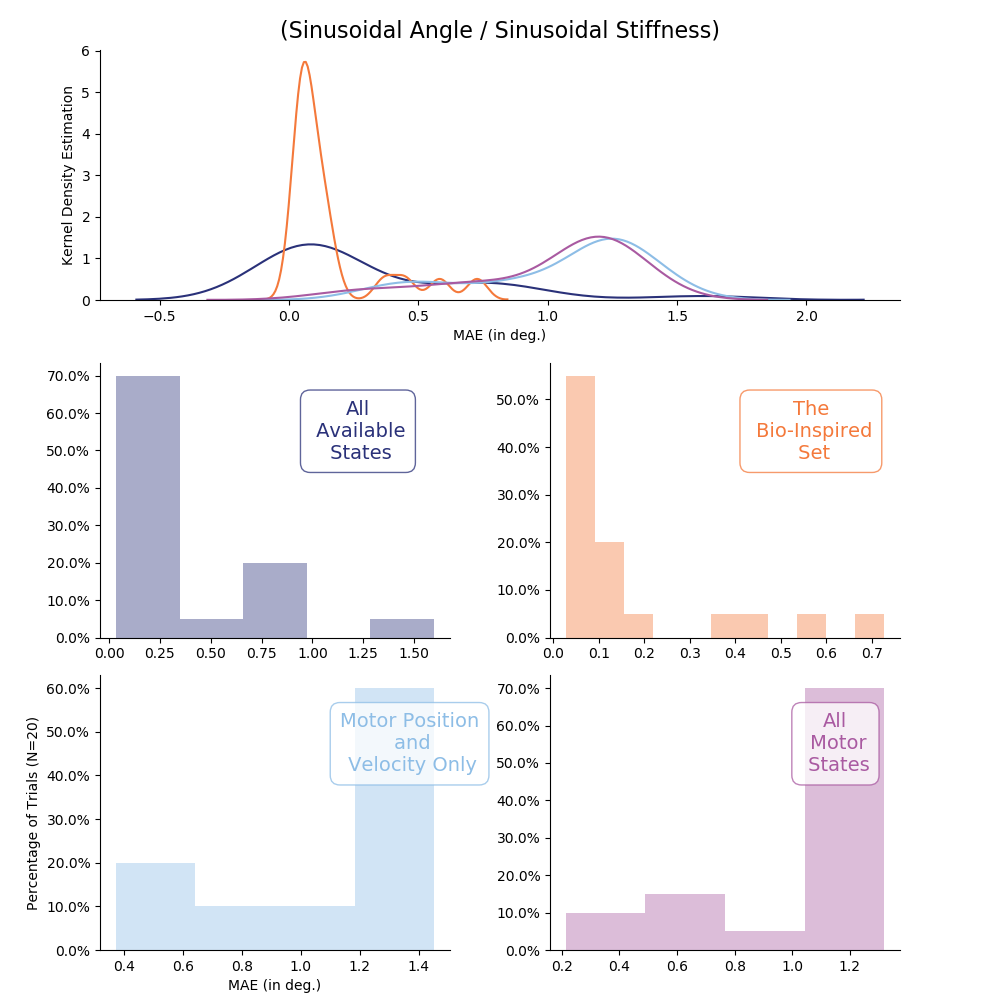 (Sinusoidal Angle / Sinusoidal Stiffness)
Kernel Density Estimation
6
5
4
3
2
1
0
−0.5 0.0 0.5 1.0 1.5 2.0
MAE (in deg.)
70.0%
60.0%
50.0%
40.0%
30.0%
20.0%
10.0%
0.0%
All
Available
States
0.00 0.25 0.50 0.75 1.00 1.25 1.50
50.0%
40.0%
30.0%
20.0%
10.0%
0.0%
The
Bio-Inspired
Set
0.0 0.1 0.2 0.3 0.4 0.5 0.6 0.7
Percentage of Trials (N=20)
60.0%
50.0%
40.0%
30.0%
20.0%
10.0%
0.0%
Motor Position
and
Velocity Only
0.4 0.6 0.8 1.0 1.2 1.4
MAE (in deg.)
70.0%
60.0%
50.0%
40.0%
30.0%
20.0%
10.0%
0.0%
All
Motor
States
0.2 0.4 0.6 0.8 1.0 1.2